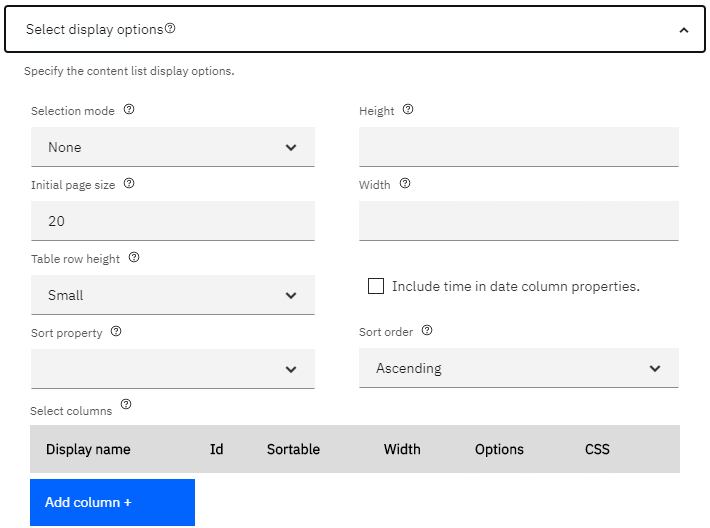 Select display options
Specify the content list display options.
Selection mode
Height
None
Initial page size
Width
20
Table row height
Include time in date column properties.
Small
Sort property
Sort order
Ascending
Select columns
Display name Id Sortable Width Options CSS
Add column +